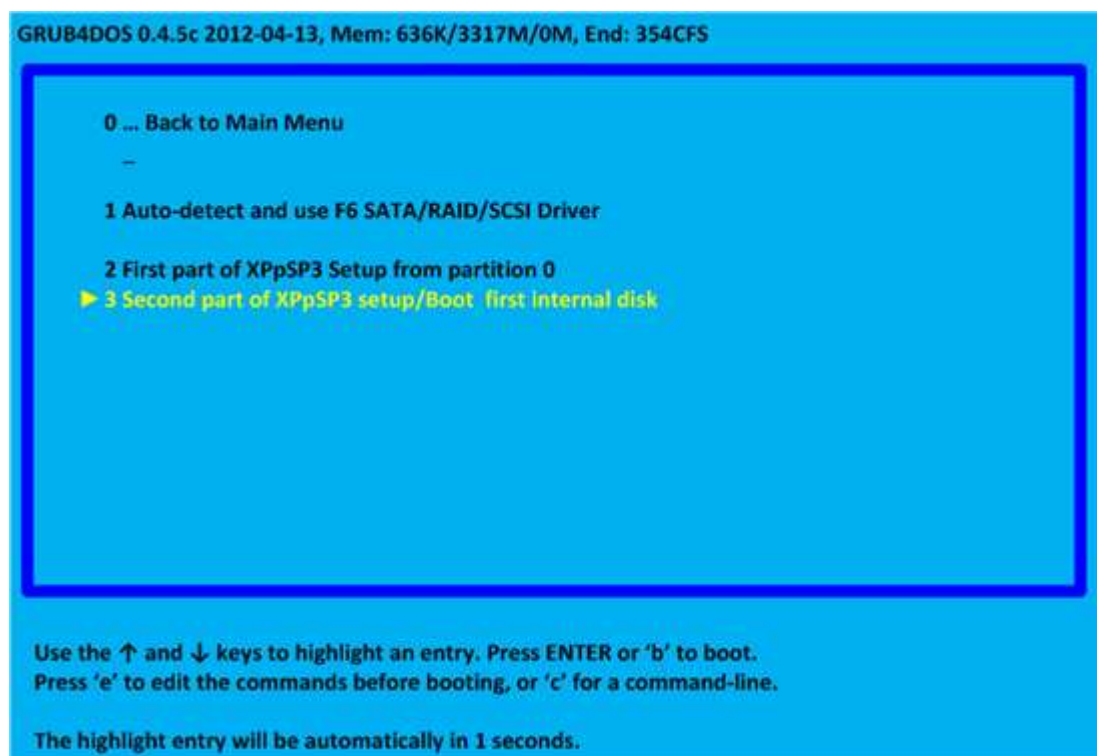 GRUB4DOS 0.4.5c 2012-04-13, Mem: 636K/3317M/0M, End: 354CFS
0 ... Back to Main Menu
_
1 Auto-detect and use F6 SATA/RAID/SCSI Driver
2 First part of XPpSP3 Setup from partition 0
► 3 Second part of XPpSP3 setup/Boot first internal disk
Use the ↑ and ↓ keys to highlight an entry. Press ENTER or ‘b’ to boot.
Press ‘e’ to edit the commands before booting, or ‘c’ for a command-line.
The highlight entry will be automatically in 1 seconds.